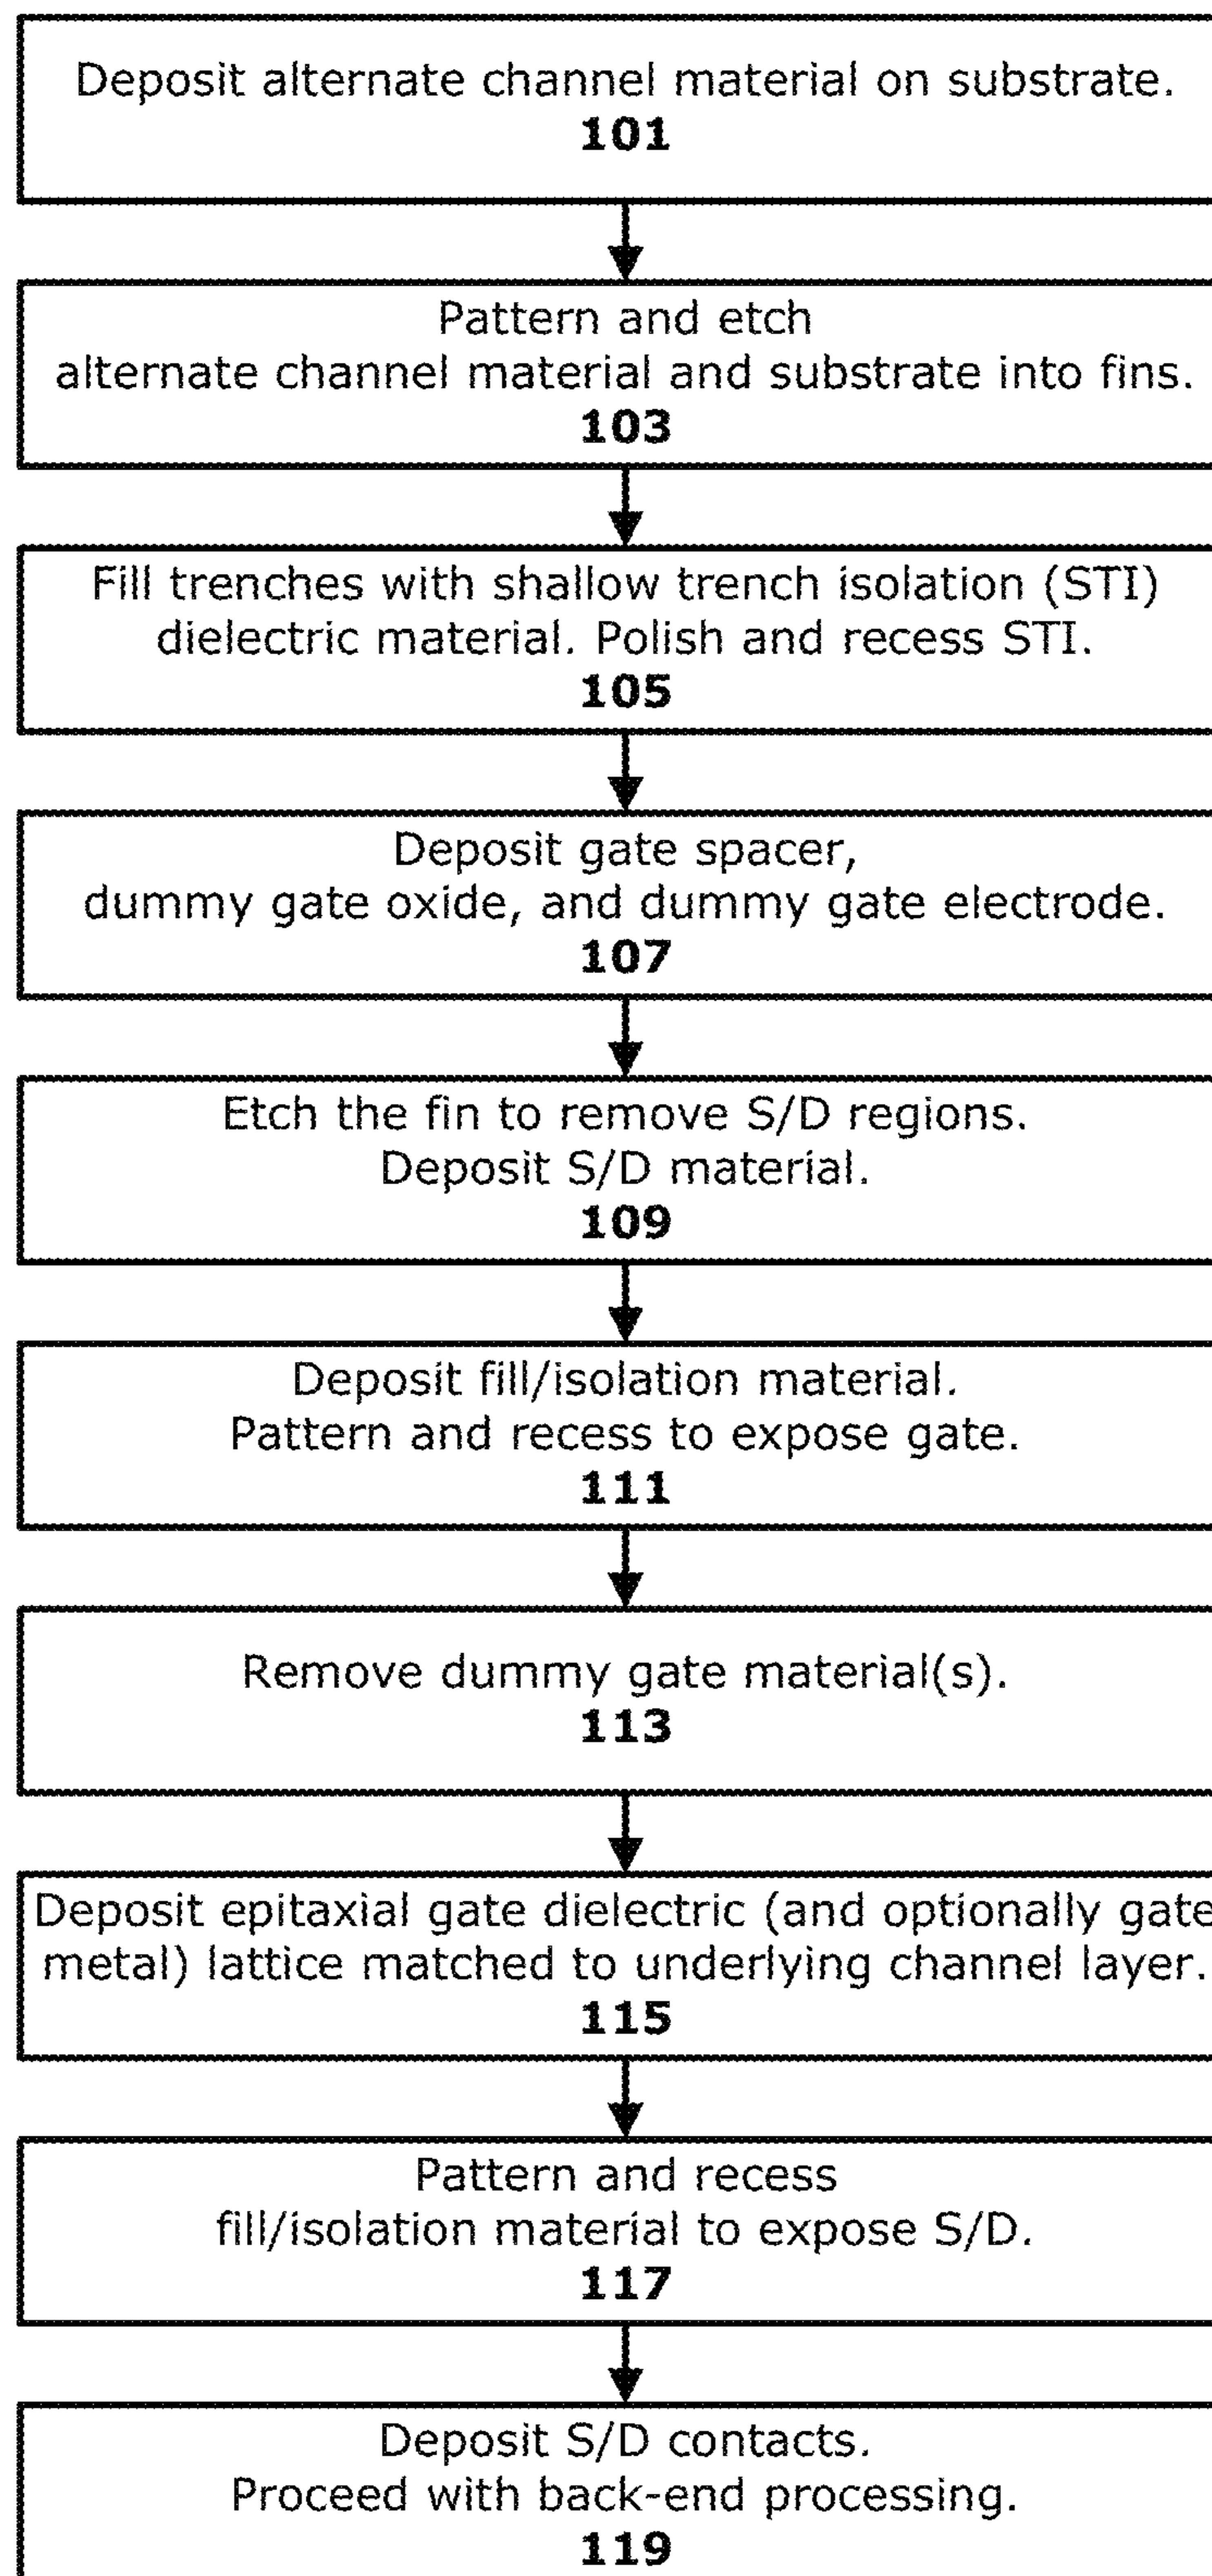 Deposit alternate channel material on substrate.
101
Pattern and etch
alternate channel material and substrate into fins.
103
Fill trenches with shallow trench isolation (STI)
dielectric material. Polish and recess STI.
105
Deposit gate spacer,
dummy gate oxide, and dummy gate electrode.
107
Etch the fin to remove S/D regions.
Deposit S/D material.
109
Deposit fill/isolation material.
Pattern and recess to expose gate.
111
Remove dummy gate material(s).
113
Deposit epitaxial gate dielectric (and optionally gate
metal) lattice matched to underlying channel layer.
115
Pattern and recess
fill/isolation material to expose S/D.
117
Deposit S/D contacts.
Proceed with back-end processing.
119